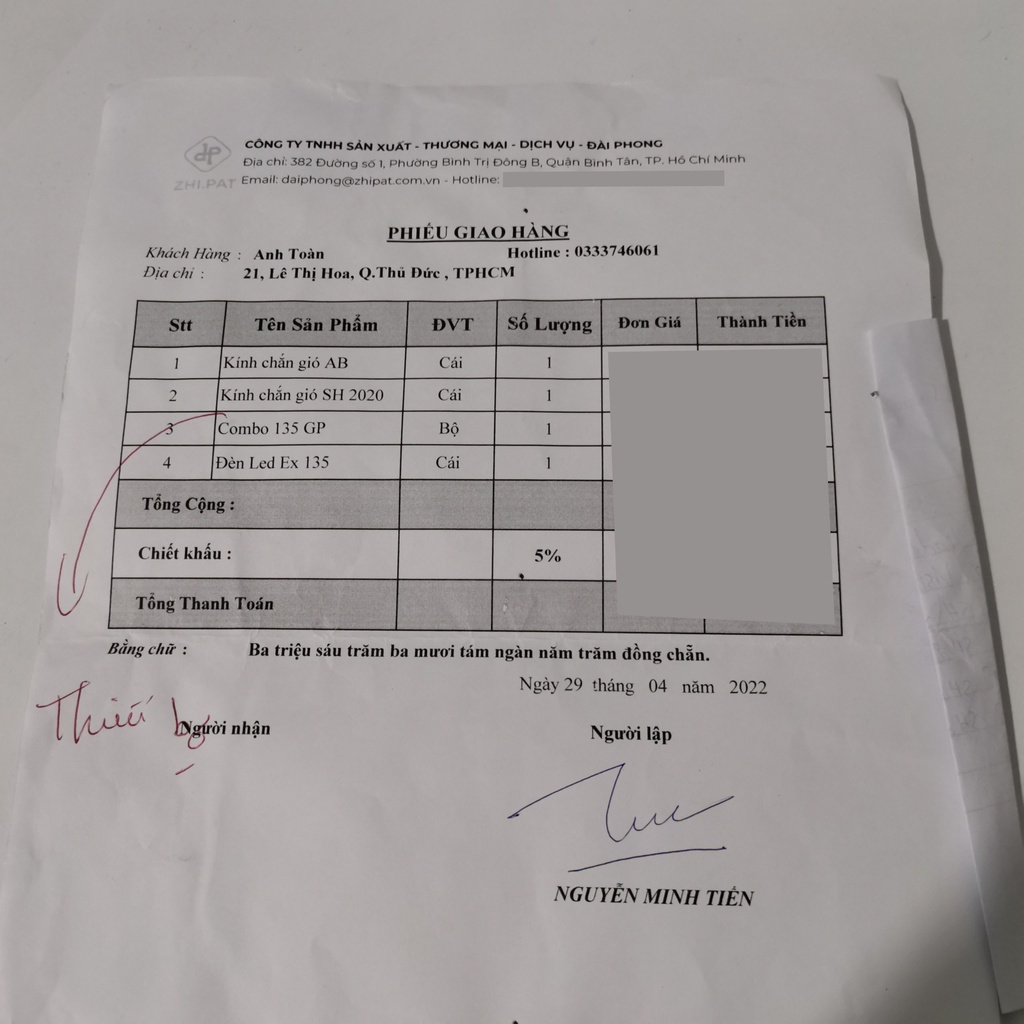 CÔNG TY TNHH SẢN XUẤT - THƯƠNG MẠI - DỊCH VỤ - ĐÀI PHONG
Địa chỉ: 382 Đường số 1, Phường Bình Trị Đông B, Quận Bình Tân, TP. Hồ Chí Minh
ZHI.PAT Email: daiphong@zhipat.com.vn - Hotline:
PHIẾU GIAO HÀNG
Khách Hàng : Anh Toàn Hotline : 0333746061
Địa chỉ : 21, Lê Thị Hoa, Q.Thủ Đức , TPHCM
Stt Tên Sản Phẩm ĐVT Số Lượng Đơn Giá Thành Tiền
1 Kính chắn gió AB Cái 1
2 Kính chắn gió SH 2020 Cái 1
3 Combo 135 GP Bộ 1
4 Đèn Led Ex 135 Cái 1
Tổng Cộng :
Chiết khấu : 5%
Tổng Thanh Toán
Bằng chữ : Ba triệu sáu trăm ba mươi tám ngàn năm trăm đồng chẵn.
Ngày 29 tháng 04 năm 2022
Thiếu bộ
Người nhận Người lập
NGUYỄN MINH TIẾN